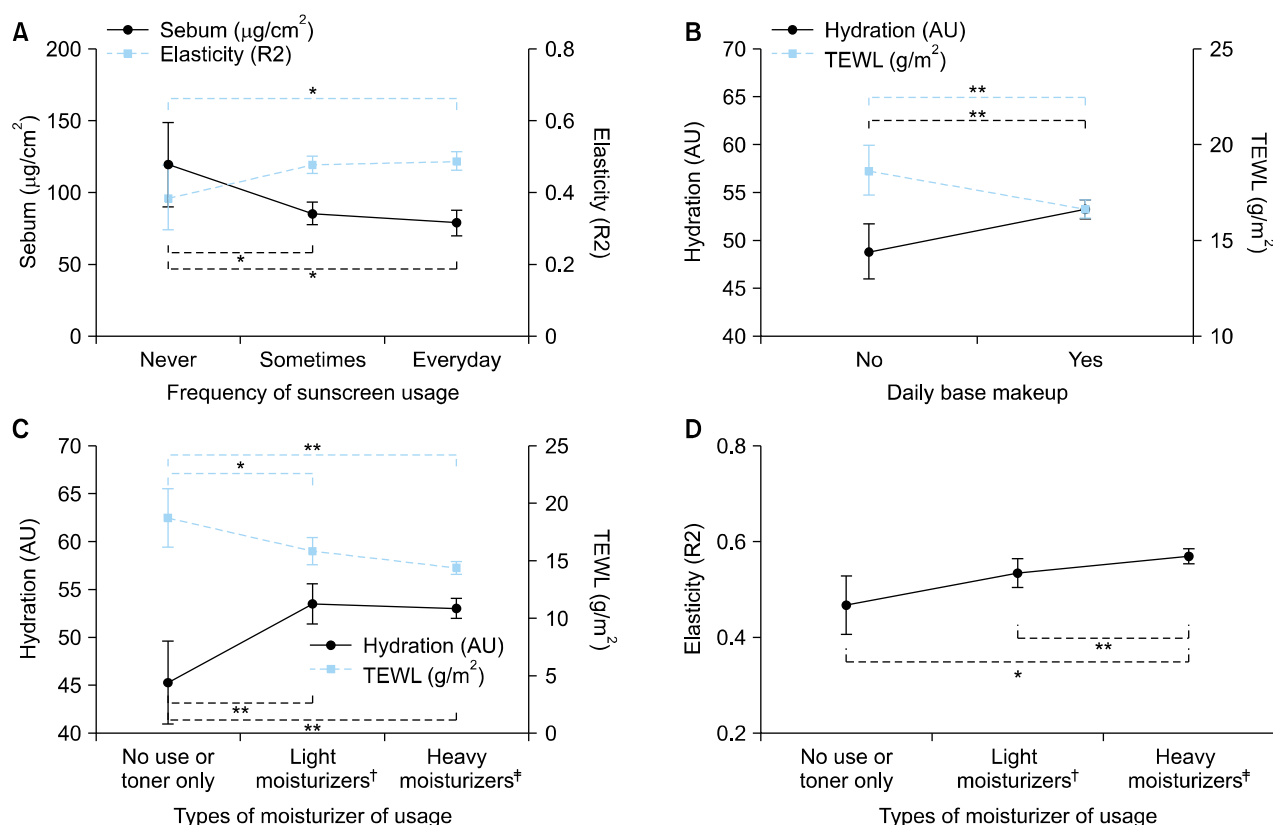 A
Sebum (μg/cm²)
Elasticity (R2)
200
150
100
50
0
Sebum (μg/cm²)
0.8
0.6
0.4
0.2
0
Elasticity (R2)
*
*
*
Never Sometimes Everyday
Frequency of sunscreen usage
B
Hydration (AU)
TEWL (g/m²)
70
65
60
55
50
45
40
Hydration (AU)
25
20
15
10
TEWL (g/m²)
**
**
No Yes
Daily base makeup
C
70
65
60
55
50
45
40
Hydration (AU)
25
20
15
10
5
0
TEWL (g/m²)
**
*
Hydration (AU)
TEWL (g/m²)
**
**
No use or Light Heavy
toner only moisturizers† moisturizers‡
Types of moisturizer of usage
D
0.8
0.6
0.4
0.2
Elasticity (R2)
**
*
No use or Light Heavy
toner only moisturizers† moisturizers‡
Types of moisturizer of usage